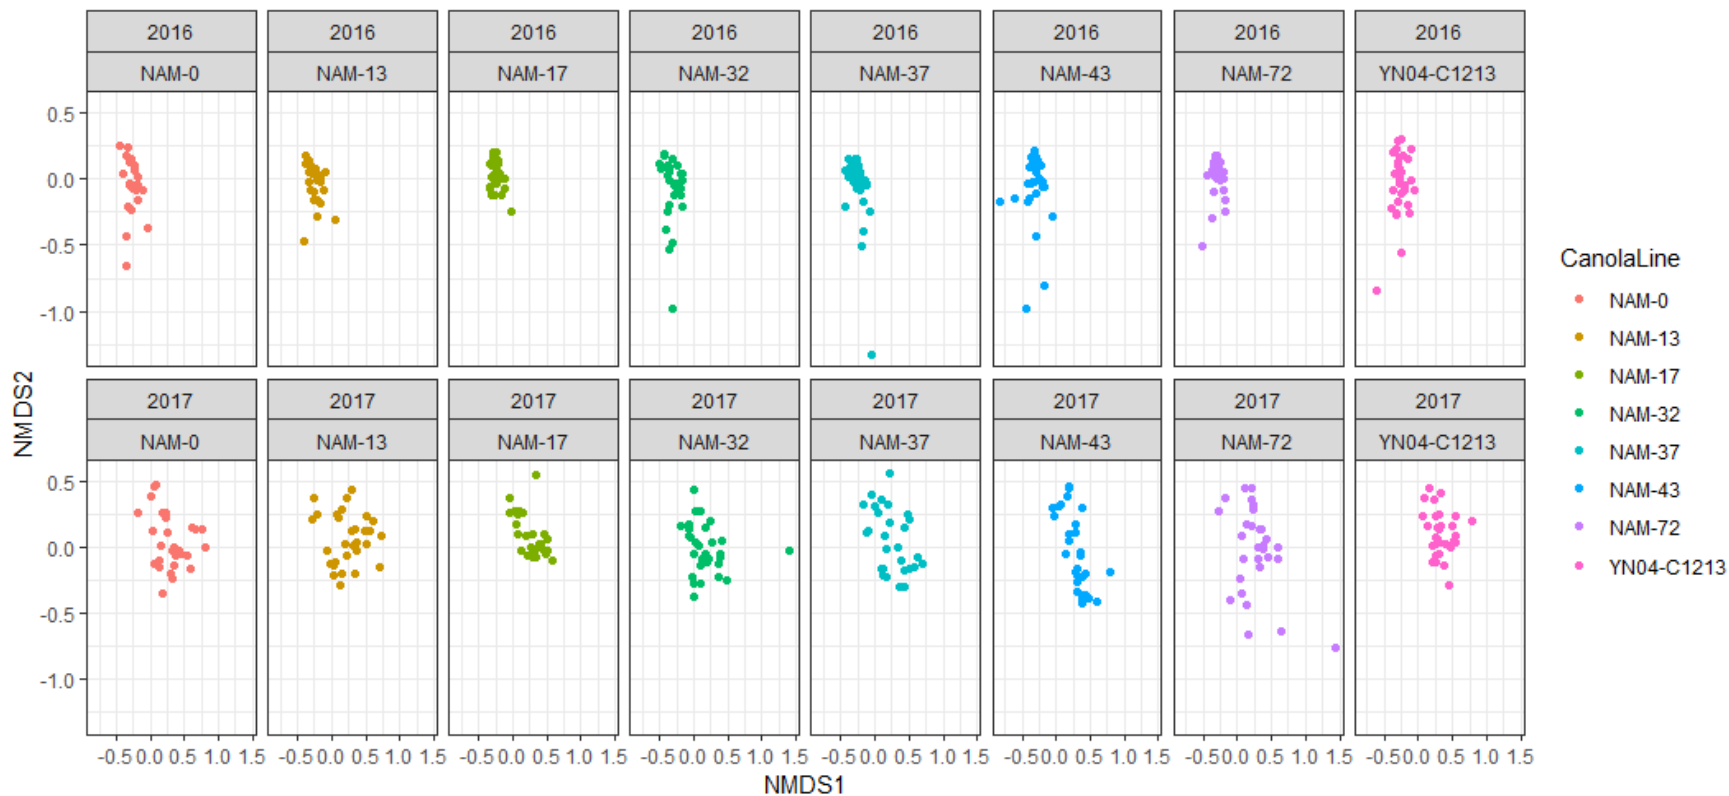 2016 2016 2016 2016 2016 2016 2016 2016
NAM-0 NAM-13 NAM-17 NAM-32 NAM-37 NAM-43 NAM-72 YN04-C1213
0.5
0.0
-0.5
-1.0
NMDS2
2017 2017 2017 2017 2017 2017 2017 2017
NAM-0 NAM-13 NAM-17 NAM-32 NAM-37 NAM-43 NAM-72 YN04-C1213
0.5
0.0
-0.5
-1.0
-0.5 0.0 0.5 1.0 1.5 -0.5 0.0 0.5 1.0 1.5 -0.5 0.0 0.5 1.0 1.5 -0.5 0.0 0.5 1.0 1.5 -0.5 0.0 0.5 1.0 1.5 -0.5 0.0 0.5 1.0 1.5 -0.5 0.0 0.5 1.0 1.5 -0.5 0.0 0.5 1.0 1.5
NMDS1
CanolaLine
NAM-0
NAM-13
NAM-17
NAM-32
NAM-37
NAM-43
NAM-72
YN04-C1213